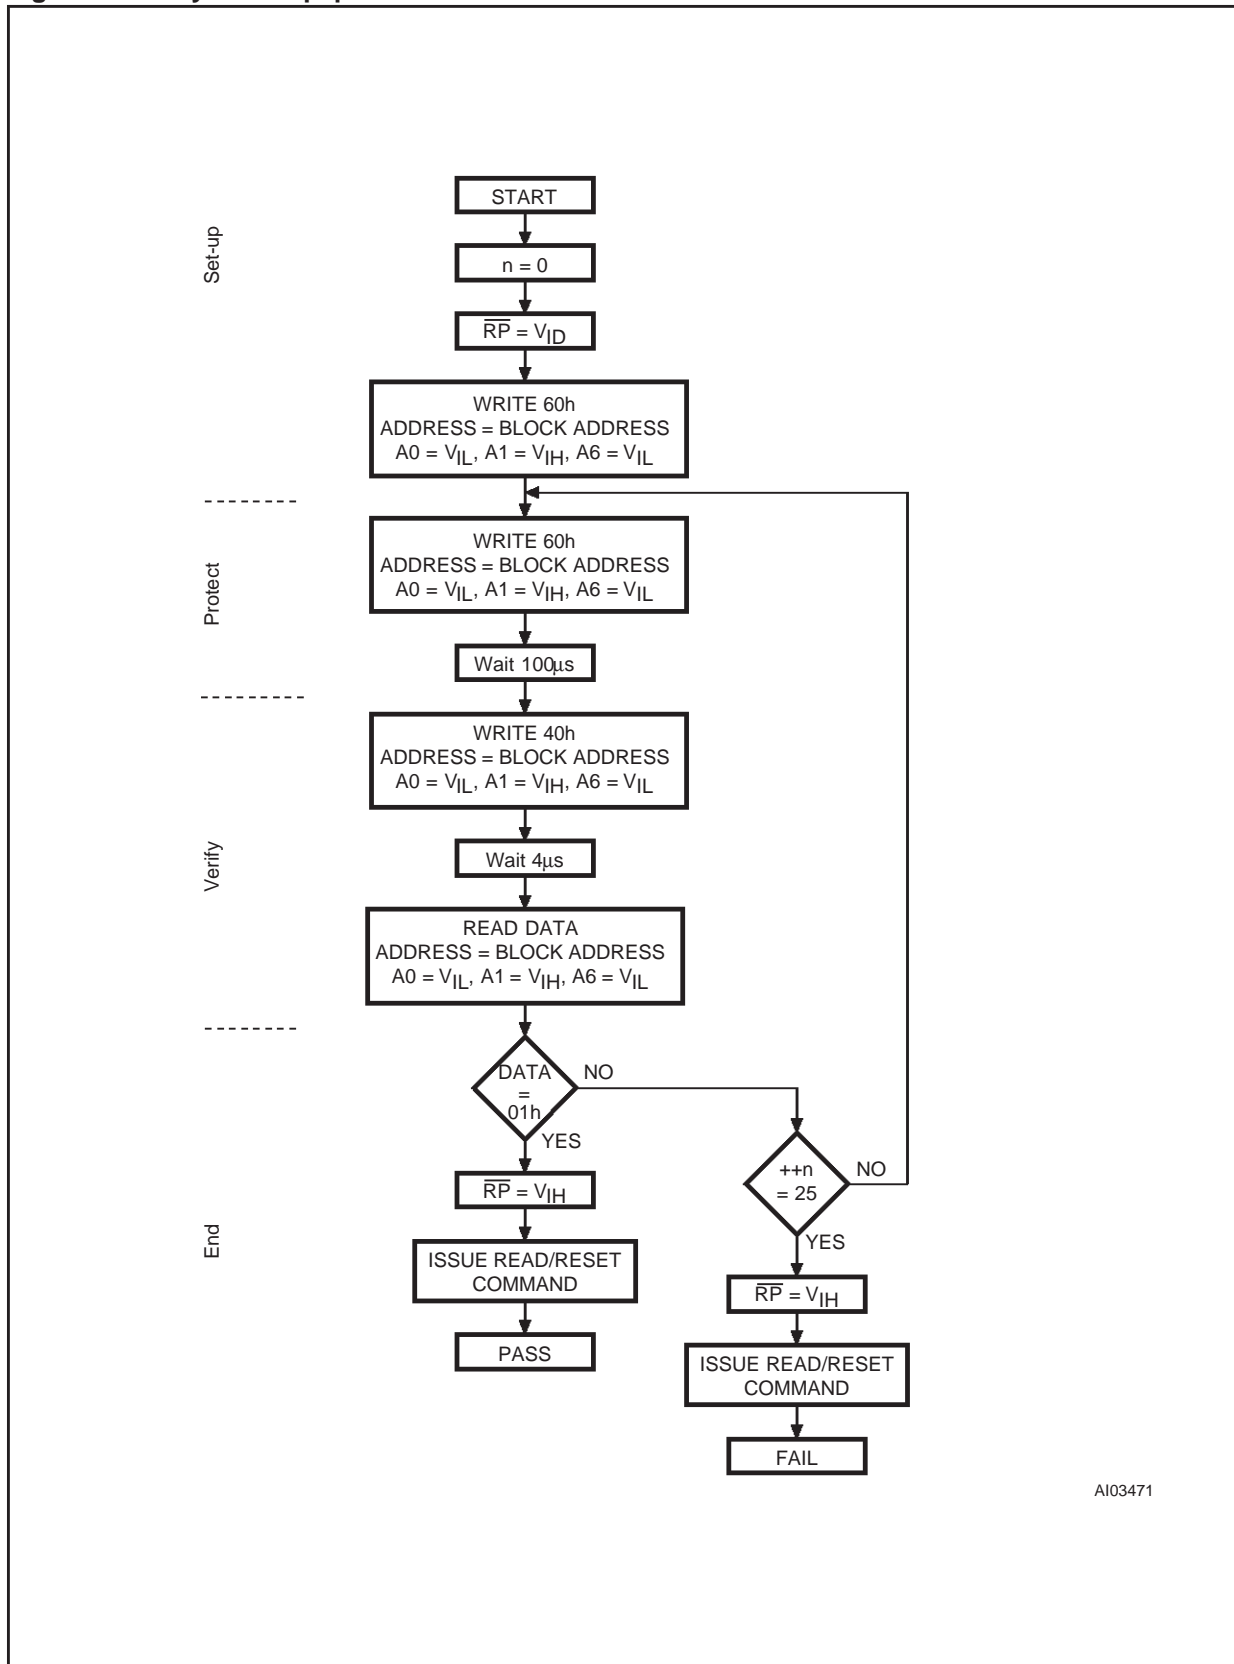 START
Set-up
n = 0
R̅P̅ = VID
WRITE 60h
ADDRESS = BLOCK ADDRESS
A0 = VIL, A1 = VIH, A6 = VIL
Protect
WRITE 60h
ADDRESS = BLOCK ADDRESS
A0 = VIL, A1 = VIH, A6 = VIL
Wait 100μs
Verify
WRITE 40h
ADDRESS = BLOCK ADDRESS
A0 = VIL, A1 = VIH, A6 = VIL
Wait 4μs
READ DATA
ADDRESS = BLOCK ADDRESS
A0 = VIL, A1 = VIH, A6 = VIL
DATA
=
01h
NO
YES
++n
= 25
NO
YES
End
R̅P̅ = VIH
ISSUE READ/RESET
COMMAND
PASS
R̅P̅ = VIH
ISSUE READ/RESET
COMMAND
FAIL
AI03471